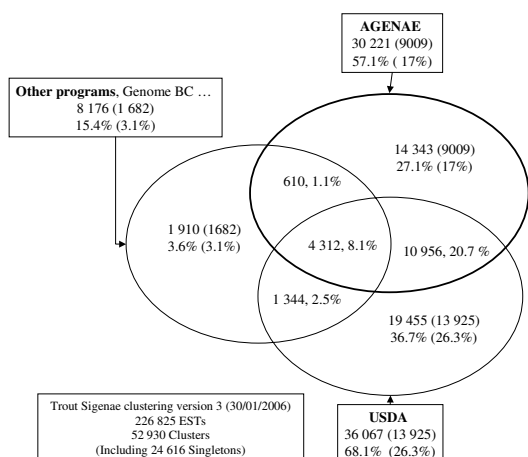 AGENAE
30 221 (9009)
57.1% ( 17%)
Other programs, Genome BC …
8 176 (1 682)
15.4% (3.1%)
14 343 (9009)
27.1% (17%)
610, 1.1%
1 910 (1682)
3.6% (3.1%)
4 312, 8.1%
10 956, 20.7 %
1 344, 2.5%
19 455 (13 925)
36.7% (26.3%)
Trout Sigenae clustering version 3 (30/01/2006)
226 825 ESTs
52 930 Clusters
(Including 24 616 Singletons)
USDA
36 067 (13 925)
68.1% (26.3%)